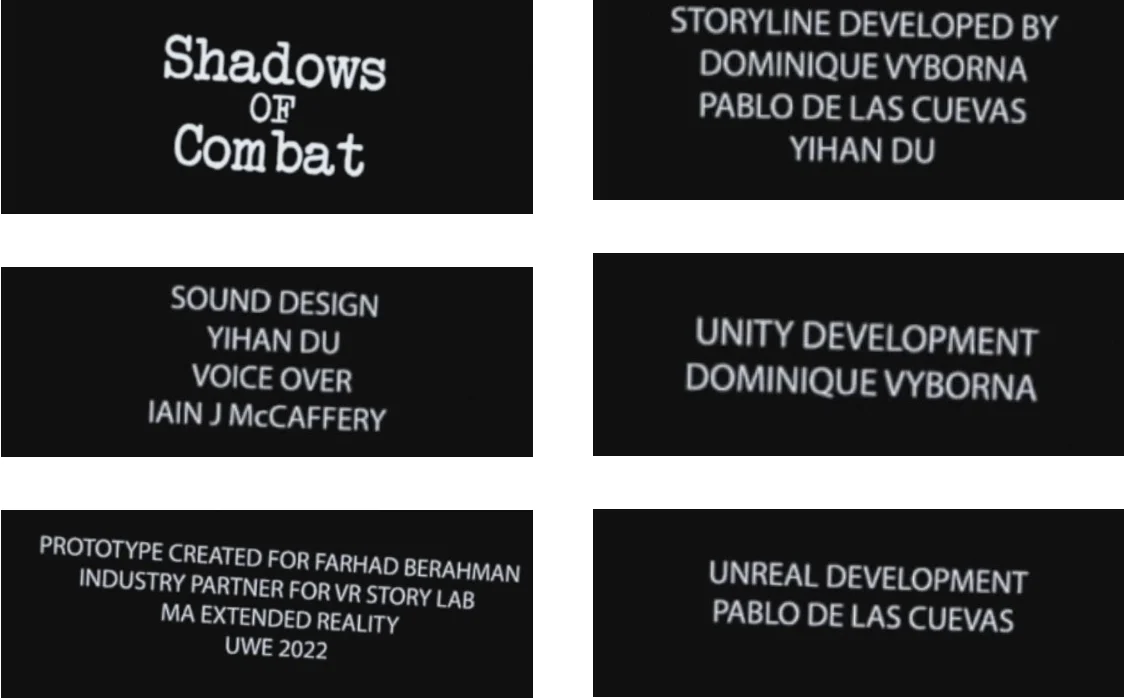 Shadows
OF
Combat
STORYLINE DEVELOPED BY
DOMINIQUE VYBORNA
PABLO DE LAS CUEVAS
YIHAN DU
SOUND DESIGN
YIHAN DU
VOICE OVER
IAIN J McCAFFERY
UNITY DEVELOPMENT
DOMINIQUE VYBORNA
PROTOTYPE CREATED FOR FARHAD BERAHMAN
INDUSTRY PARTNER FOR VR STORY LAB
MA EXTENDED REALITY
UWE 2022
UNREAL DEVELOPMENT
PABLO DE LAS CUEVAS